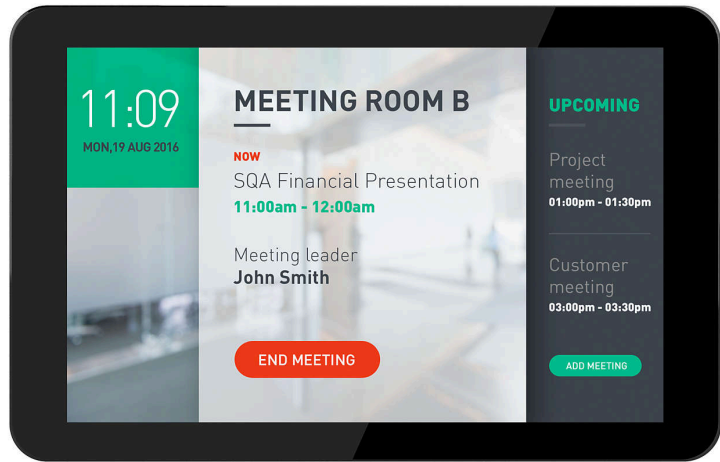 11:09
MON,19 AUG 2016
MEETING ROOM B
NOW
SQA Financial Presentation
11:00am - 12:00am
Meeting leader
John Smith
END MEETING
UPCOMING
Project
meeting
01:00pm - 01:30pm
Customer
meeting
03:00pm - 03:30pm
ADD MEETING